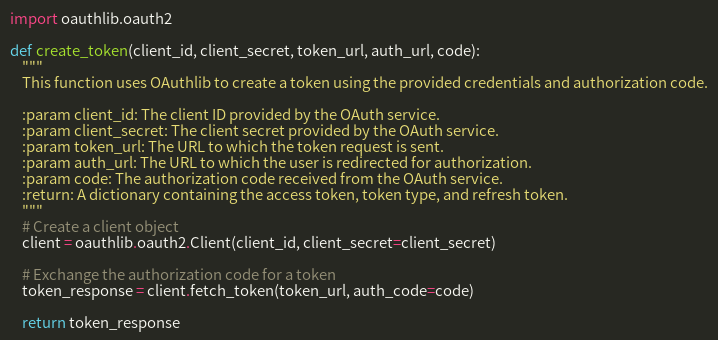 import oauthlib.oauth2
def create_token(client_id, client_secret, token_url, auth_url, code):
"""
This function uses OAuthlib to create a token using the provided credentials and authorization code.
:param client_id: The client ID provided by the OAuth service.
:param client_secret: The client secret provided by the OAuth service.
:param token_url: The URL to which the token request is sent.
:param auth_url: The URL to which the user is redirected for authorization.
:param code: The authorization code received from the OAuth service.
:return: A dictionary containing the access token, token type, and refresh token.
"""
# Create a client object
client = oauthlib.oauth2.Client(client_id, client_secret=client_secret)
# Exchange the authorization code for a token
token_response = client.fetch_token(token_url, auth_code=code)
return token_response